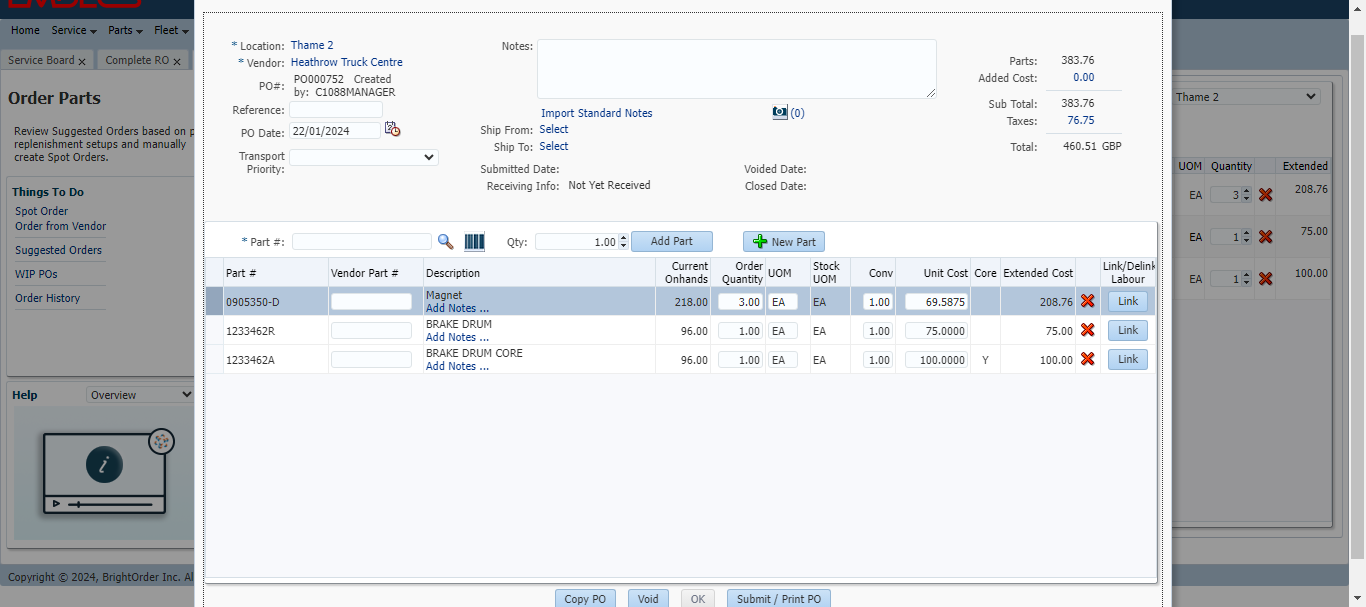 Home Service Parts Fleet
Service Board x Complete RO x
Order Parts
Review Suggested Orders based on
replenishment setups and manually
create Spot Orders.
Things To Do
Spot Order
Order from Vendor
Suggested Orders
WIP POs
Order History
Help Overview
i
Copyright © 2024, BrightOrder Inc.
* Location: Thame 2
* Vendor: Heathrow Truck Centre
PO#: PO000752 Created
by: C1088MANAGER
Reference:
PO Date: 22/01/2024
Transport
Priority:
Notes:
Import Standard Notes (0)
Ship From: Select
Ship To: Select
Submitted Date: Voided Date:
Receiving Info: Not Yet Received Closed Date:
Parts: 383.76
Added Cost: 0.00
Sub Total: 383.76
Taxes: 76.75
Total: 460.51 GBP
* Part #: Qty: 1.00 Add Part New Part
Part # Vendor Part # Description Current Onhands Order Quantity UOM Stock UOM Conv Unit Cost Core Extended Cost Link/Delink Labour
0905350-D Magnet 218.00 3.00 EA EA 1.00 69.5875 208.76 Link
Add Notes ...
1233462R BRAKE DRUM 96.00 1.00 EA EA 1.00 75.0000 75.00 Link
Add Notes ...
1233462A BRAKE DRUM CORE 96.00 1.00 EA EA 1.00 100.0000 Y 100.00 Link
Add Notes ...
Copy PO Void OK Submit / Print PO
Thame 2
UOM Quantity Extended
EA 3 208.76
EA 1 75.00
EA 1 100.00